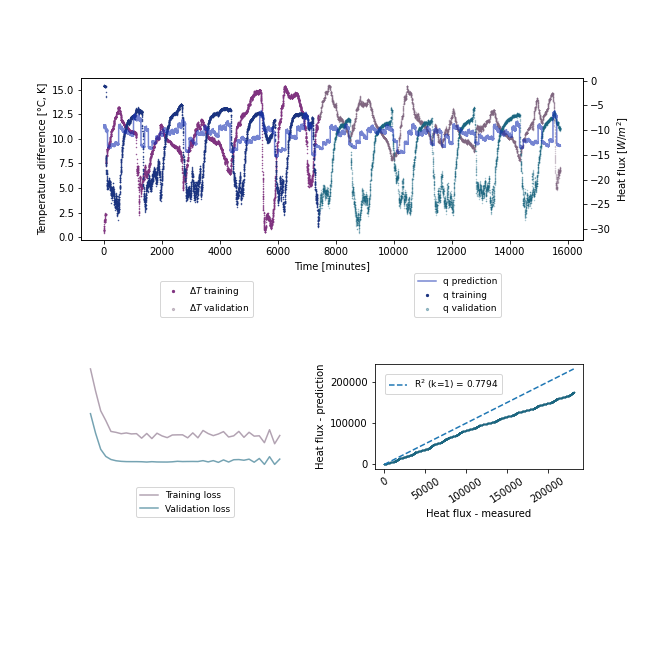 15.0
12.5
10.0
7.5
5.0
2.5
0.0
Temperature difference [°C, K]
0
−5
−10
−15
−20
−25
−30
Heat flux [W/m²]
0 2000 4000 6000 8000 10000 12000 14000 16000
Time [minutes]
ΔT training
ΔT validation
q prediction
q training
q validation
Training loss
Validation loss
Heat flux - prediction
200000
100000
0
R² (k=1) = 0.7794
0 50000 100000 150000 200000
Heat flux - measured